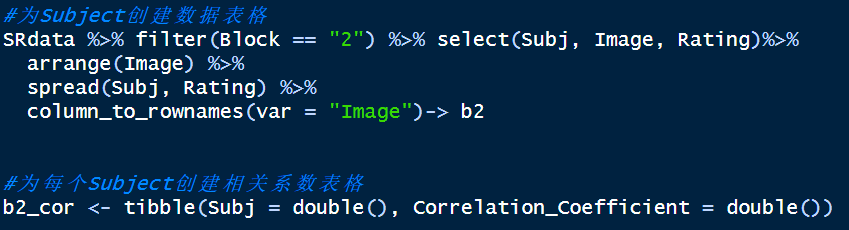 #为Subject创建数据表格
SRdata %>% filter(Block == "2") %>% select(Subj, Image, Rating)%>%
  arrange(Image) %>%
  spread(Subj, Rating) %>%
  column_to_rownames(var = "Image")-> b2
#为每个Subject创建相关系数表格
b2_cor <- tibble(Subj = double(), Correlation_Coefficient = double())